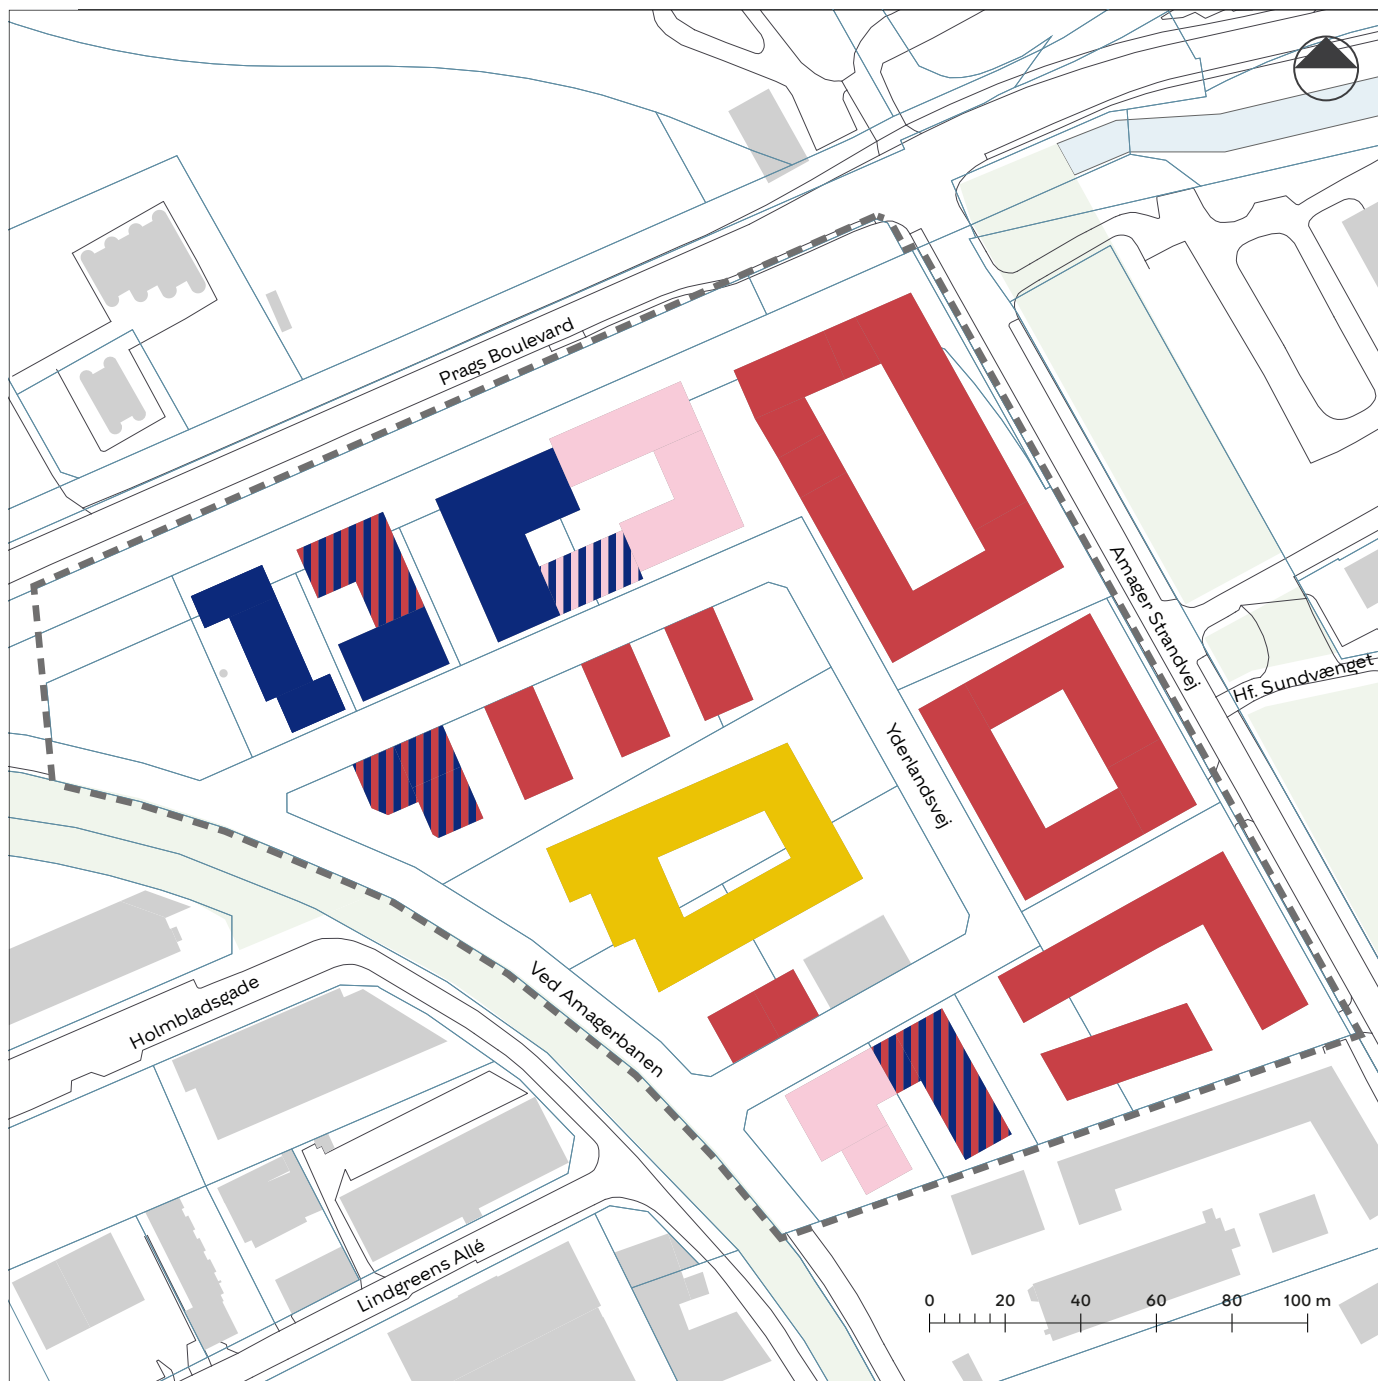 Prags Boulevard
Amager Strandvej
Hf. Sundvænget
Yderlandsvej
Ved Amagerbanen
Holmbladsgade
Lindgreens Allé
0 20 40 60 80 100 m